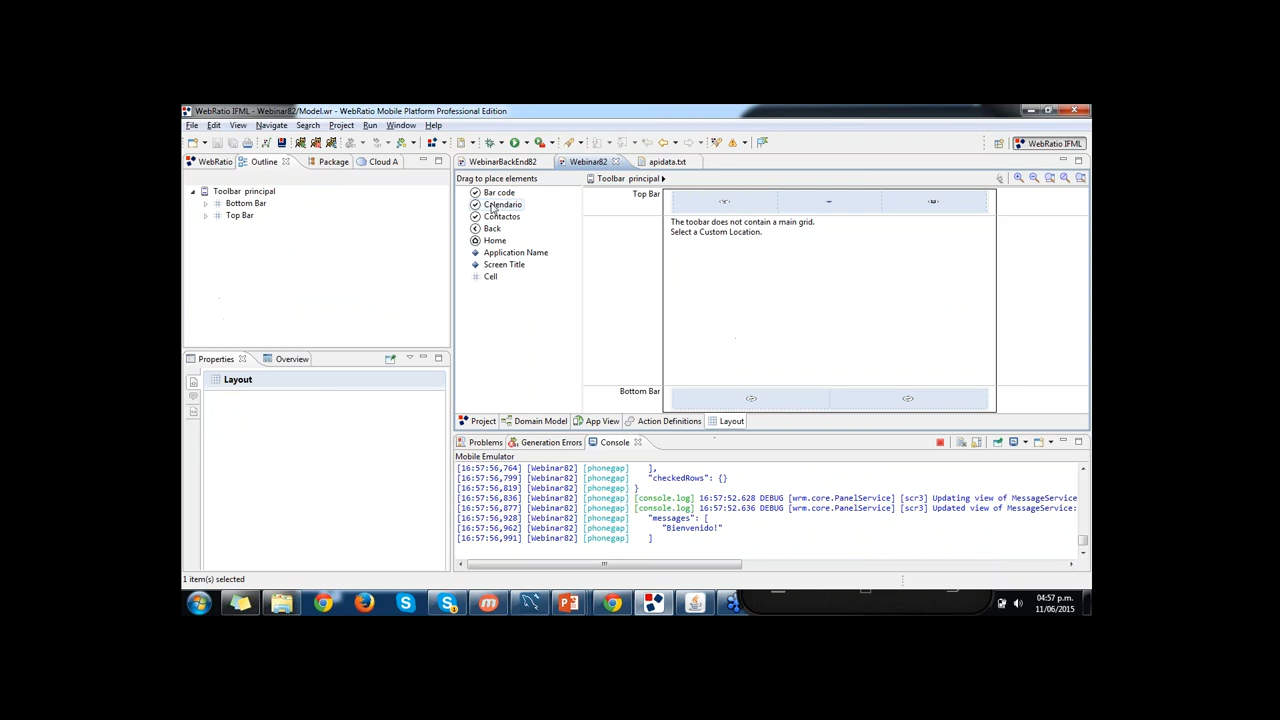 WebRatio IFML - Webinar82/Model.wr - WebRatio Mobile Platform Professional Edition
File Edit View Navigate Search Project Run Window Help
WebRatio IFML
WebRatio Outline Package Cloud A
WebinarBackEnd82 Webinar82 apidata.txt
Drag to place elements
Toolbar principal
Toolbar principal
Bottom Bar
Top Bar
Bar code
Calendario
Contactos
Back
Home
Application Name
Screen Title
Cell
Top Bar
The toobar does not contain a main grid.
Select a Custom Location.
Bottom Bar
Properties Overview
Layout
Project Domain Model App View Action Definitions Layout
Problems Generation Errors Console
Mobile Emulator
[16:57:56,764] [Webinar82] [phonegap] ],
[16:57:56,799] [Webinar82] [phonegap] "checkedRows": {}
[16:57:56,819] [Webinar82] [phonegap] }
[16:57:56,836] [Webinar82] [phonegap] [console.log] 16:57:52.628 DEBUG [wrm.core.PanelService] [scr3] Updating view of MessageService
[16:57:56,877] [Webinar82] [phonegap] [console.log] 16:57:52.636 DEBUG [wrm.core.PanelService] [scr3] Updated view of MessageService:
[16:57:56,928] [Webinar82] [phonegap] "messages": [
[16:57:56,962] [Webinar82] [phonegap] "Bienvenido!"
[16:57:56,991] [Webinar82] [phonegap] ]
1 item(s) selected
04:57 p.m.
11/06/2015